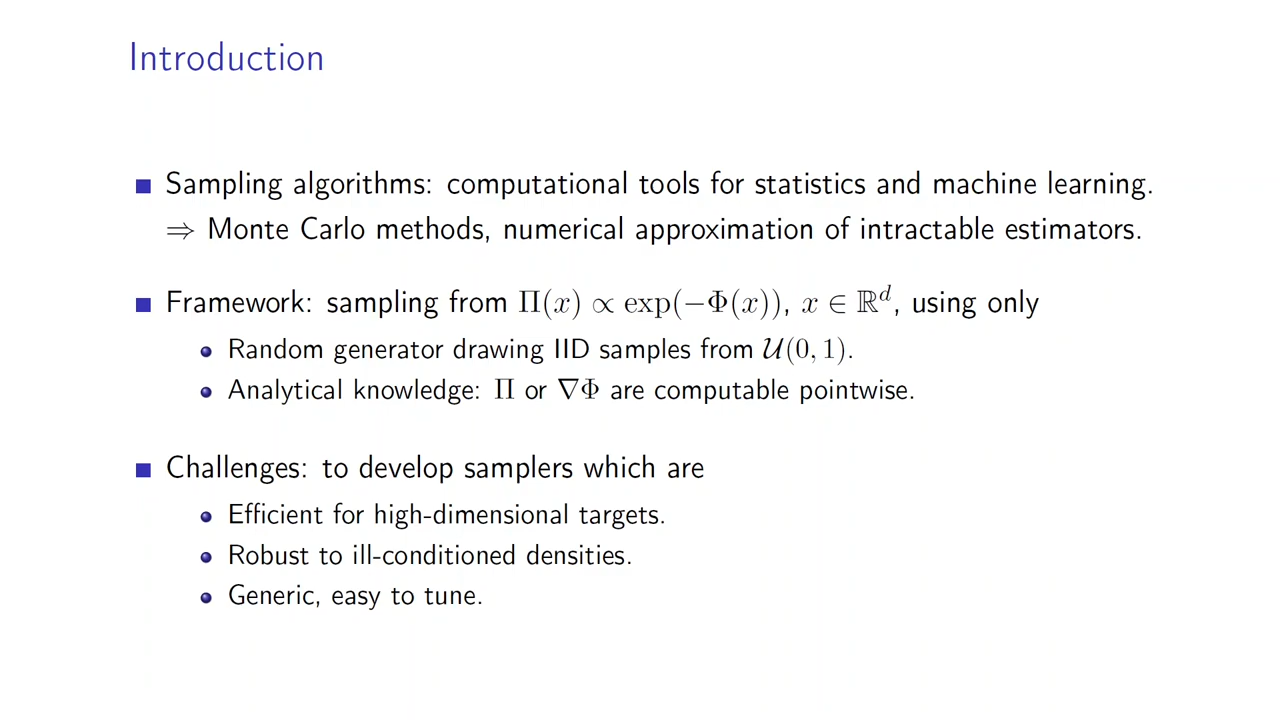 Introduction
Sampling algorithms: computational tools for statistics and machine learning.
⇒ Monte Carlo methods, numerical approximation of intractable estimators.
Framework: sampling from Π(x) ∝ exp(−Φ(x)), x ∈ ℝᵈ, using only
Random generator drawing IID samples from 𝒰(0, 1).
Analytical knowledge: Π or ∇Φ are computable pointwise.
Challenges: to develop samplers which are
Efficient for high-dimensional targets.
Robust to ill-conditioned densities.
Generic, easy to tune.